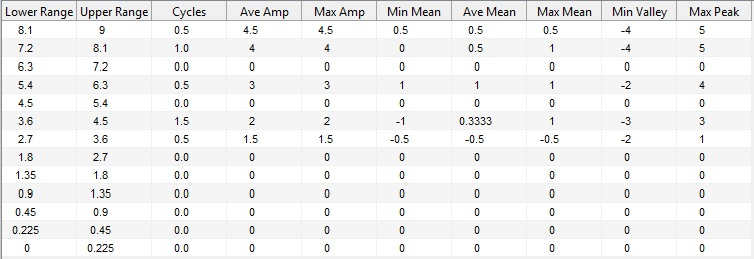 Lower Range Upper Range Cycles Ave Amp Max Amp Min Mean Ave Mean Max Mean Min Valley Max Peak
8.1 9 0.5 4.5 4.5 0.5 0.5 0.5 -4 5
7.2 8.1 1.0 4 4 0 0.5 1 -4 5
6.3 7.2 0.0 0 0 0 0 0 0 0
5.4 6.3 0.5 3 3 1 1 1 -2 4
4.5 5.4 0.0 0 0 0 0 0 0 0
3.6 4.5 1.5 2 2 -1 0.3333 1 -3 3
2.7 3.6 0.5 1.5 1.5 -0.5 -0.5 -0.5 -2 1
1.8 2.7 0.0 0 0 0 0 0 0 0
1.35 1.8 0.0 0 0 0 0 0 0 0
0.9 1.35 0.0 0 0 0 0 0 0 0
0.45 0.9 0.0 0 0 0 0 0 0 0
0.225 0.45 0.0 0 0 0 0 0 0 0
0 0.225 0.0 0 0 0 0 0 0 0